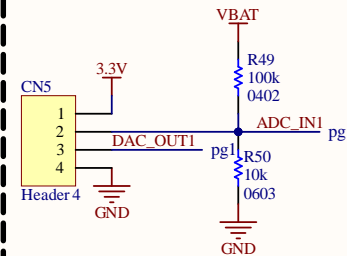 VBAT
R49
100k
0402
3.3V
CN5
1
2
3
4
ADC_IN1
pg
DAC_OUT1
pg1
R50
10k
0603
Header 4
GND
GND